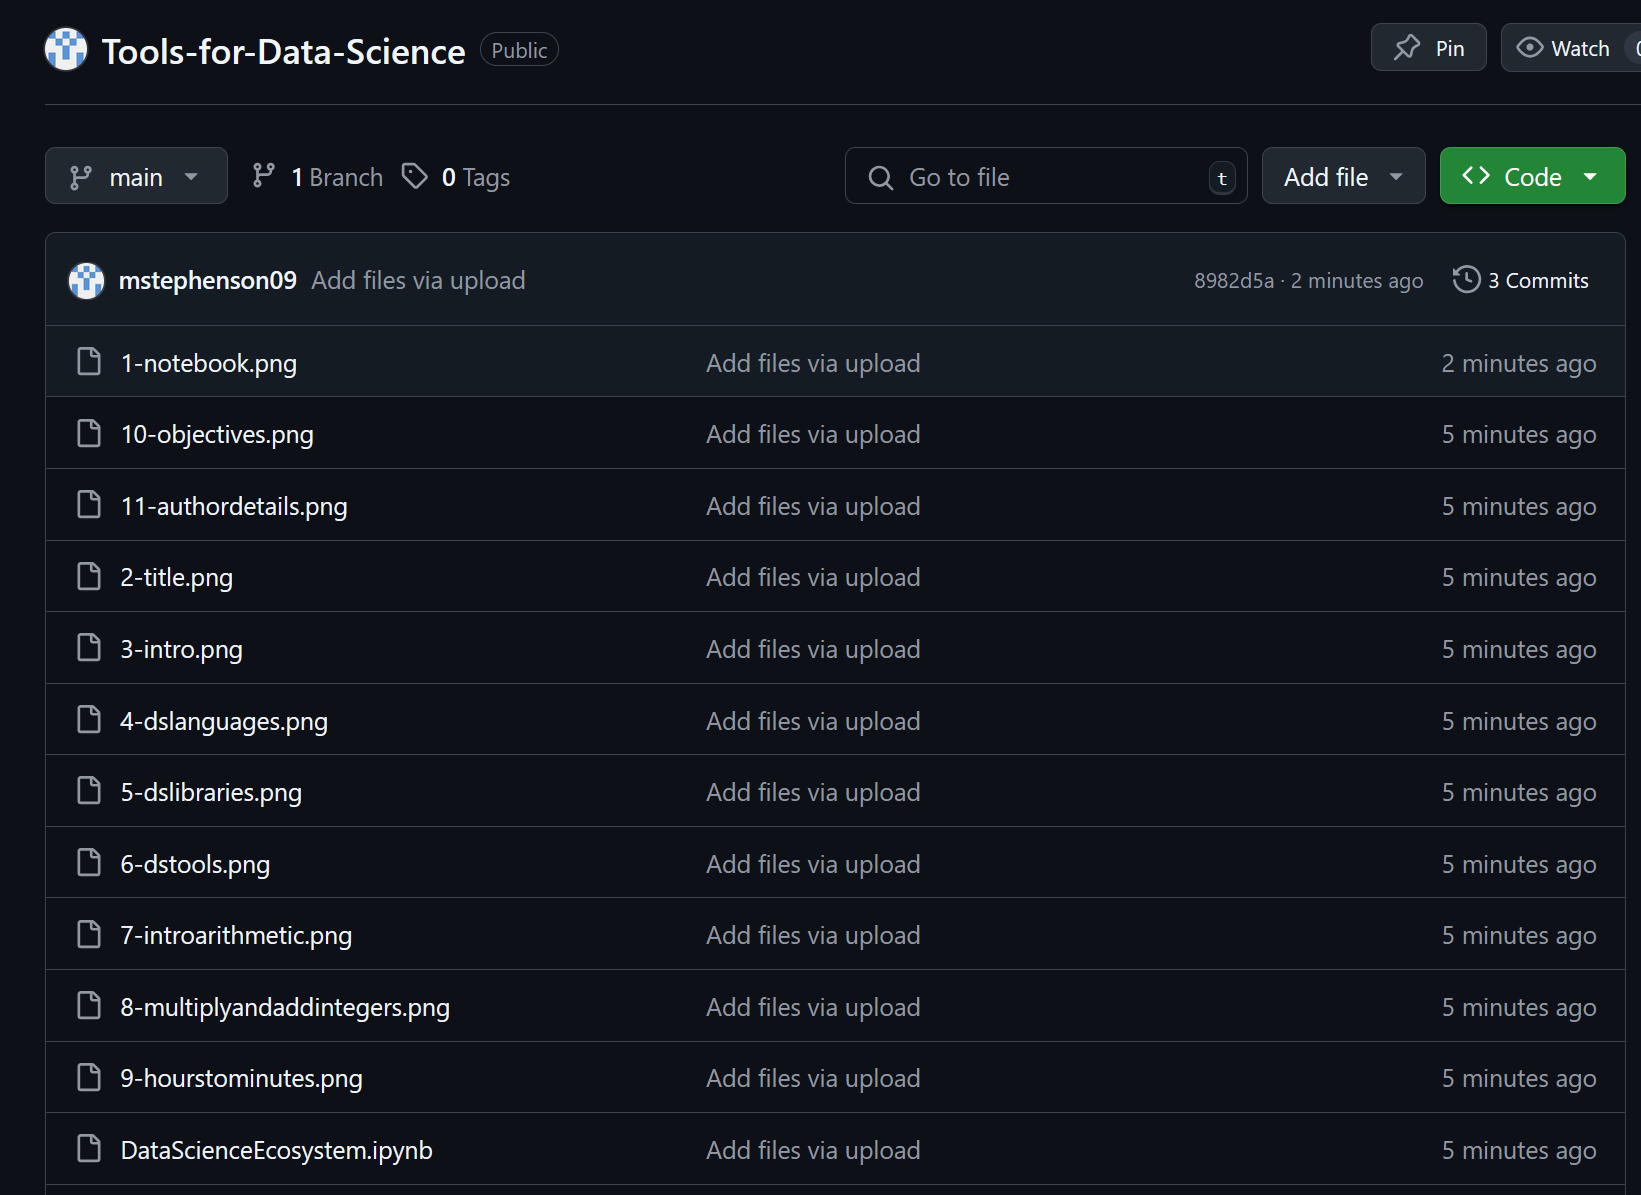 Tools-for-Data-Science Public Pin Watch
main 1 Branch 0 Tags Go to file t Add file Code
mstephenson09 Add files via upload 8982d5a · 2 minutes ago 3 Commits
1-notebook.png Add files via upload 2 minutes ago
10-objectives.png Add files via upload 5 minutes ago
11-authordetails.png Add files via upload 5 minutes ago
2-title.png Add files via upload 5 minutes ago
3-intro.png Add files via upload 5 minutes ago
4-dslanguages.png Add files via upload 5 minutes ago
5-dslibraries.png Add files via upload 5 minutes ago
6-dstools.png Add files via upload 5 minutes ago
7-introarithmetic.png Add files via upload 5 minutes ago
8-multiplyandaddintegers.png Add files via upload 5 minutes ago
9-hourstominutes.png Add files via upload 5 minutes ago
DataScienceEcosystem.ipynb Add files via upload 5 minutes ago